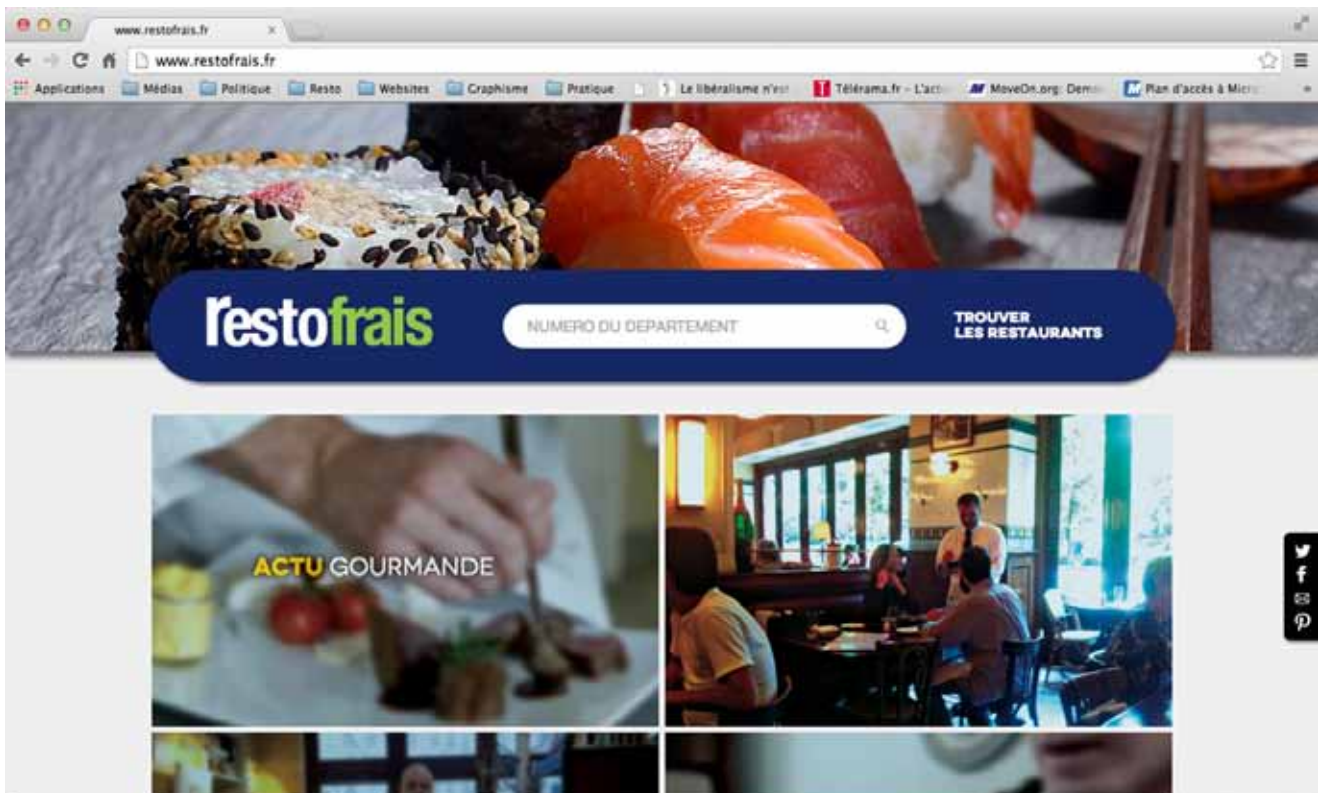 www.restofrais.fr
www.restofrais.fr
Applications Médias Politique Resto Websites Graphisme Pratique Le libéralisme n'est Télérama.fr - L'actu MoveOn.org: Dem Plan d'accès à Micr
restofrais
NUMERO DU DEPARTEMENT
TROUVER
LES RESTAURANTS
ACTU GOURMANDE